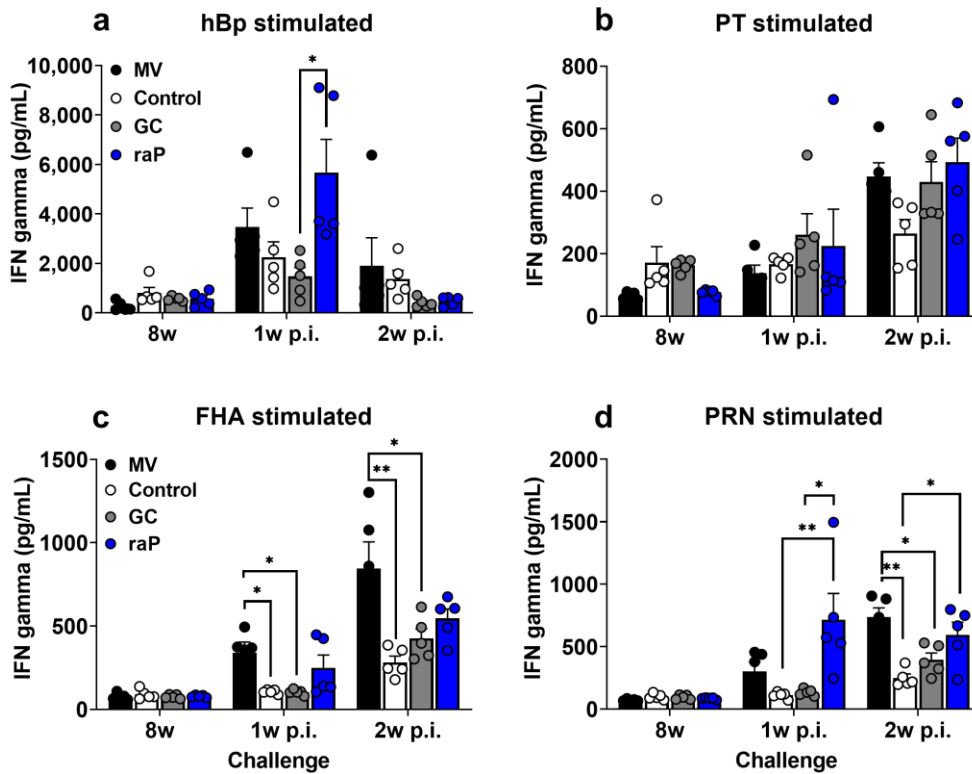 a hBp stimulated
IFN gamma (pg/mL)
10,000
8,000
6,000
4,000
2,000
0
MV
Control
GC
raP
*
8w 1w p.i. 2w p.i.
b PT stimulated
IFN gamma (pg/mL)
800
600
400
200
0
8w 1w p.i. 2w p.i.
c FHA stimulated
IFN gamma (pg/mL)
1500
1000
500
0
MV
Control
GC
raP
*
*
*
**
8w 1w p.i. 2w p.i.
Challenge
d PRN stimulated
IFN gamma (pg/mL)
2000
1500
1000
500
0
*
**
*
*
**
8w 1w p.i. 2w p.i.
Challenge